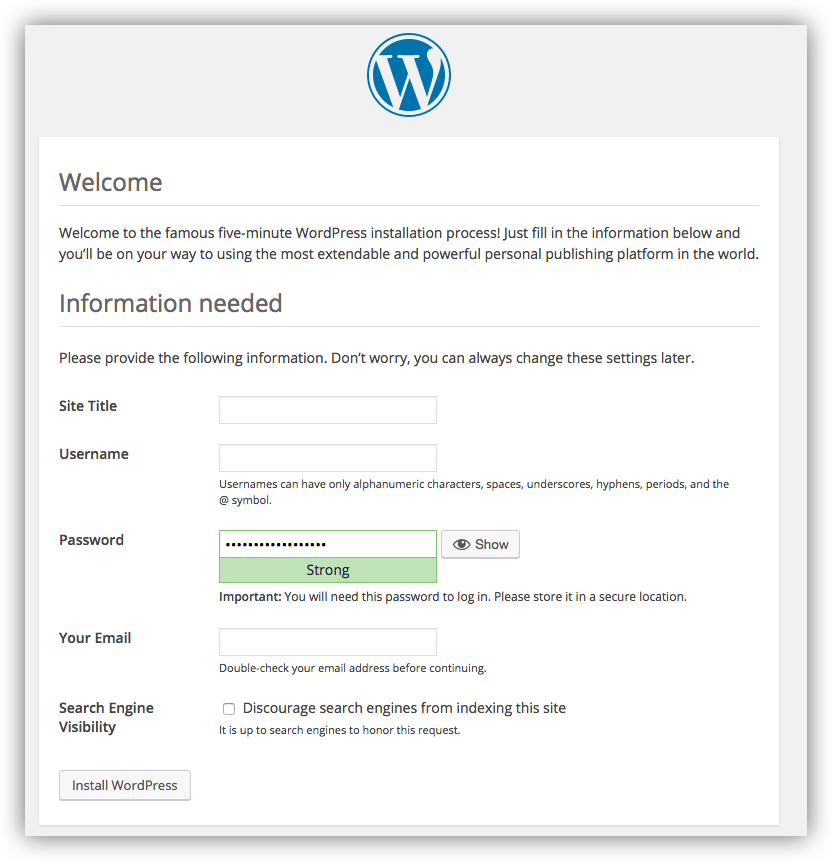 Welcome
Welcome to the famous five-minute WordPress installation process! Just fill in the information below and
you’ll be on your way to using the most extendable and powerful personal publishing platform in the world.
Information needed
Please provide the following information. Don’t worry, you can always change these settings later.
Site Title
Username
Usernames can have only alphanumeric characters, spaces, underscores, hyphens, periods, and the
@ symbol.
Password
••••••••••••••••••
Show
Strong
Important: You will need this password to log in. Please store it in a secure location.
Your Email
Double-check your email address before continuing.
Search Engine
Visibility
Discourage search engines from indexing this site
It is up to search engines to honor this request.
Install WordPress